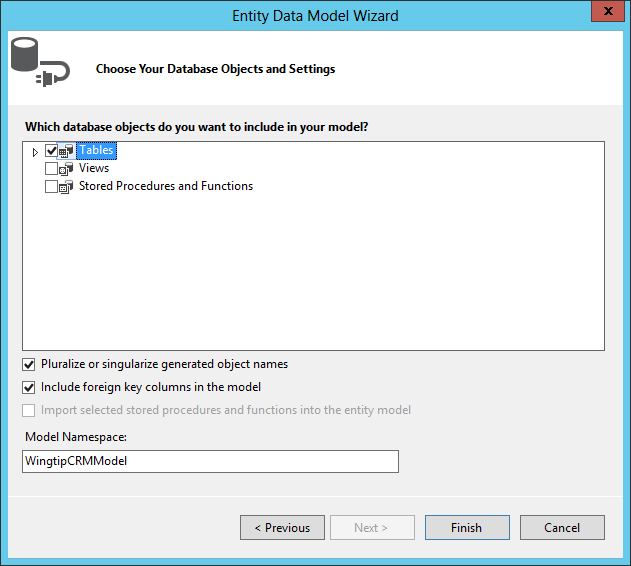 Entity Data Model Wizard
x
Choose Your Database Objects and Settings
Which database objects do you want to include in your model?
Tables
Views
Stored Procedures and Functions
Pluralize or singularize generated object names
Include foreign key columns in the model
Import selected stored procedures and functions into the entity model
Model Namespace:
WingtipCRMModel
< Previous
Next >
Finish
Cancel